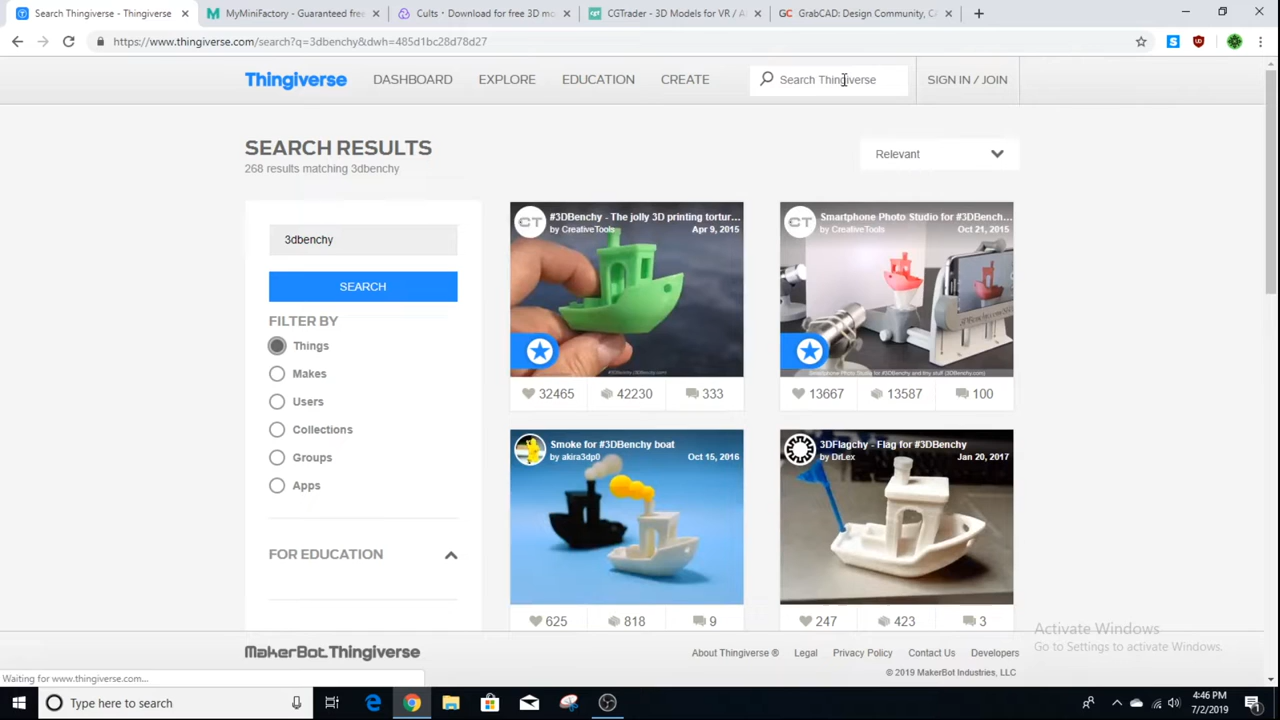 Search Thingiverse - Thingiverse
MyMiniFactory - Guaranteed free
Cults・Download for free 3D mo
CGTrader - 3D Models for VR / A
GrabCAD: Design Community, C
https://www.thingiverse.com/search?q=3dbenchy&dwh=485d1bc28d78d27
Thingiverse DASHBOARD EXPLORE EDUCATION CREATE Search Thingiverse SIGN IN / JOIN
SEARCH RESULTS
268 results matching 3dbenchy
Relevant
3dbenchy
SEARCH
FILTER BY
Things
Makes
Users
Collections
Groups
Apps
FOR EDUCATION
#3DBenchy - The jolly 3D printing tortur...
by CreativeTools Apr 9, 2015
32465 42230 333
Smartphone Photo Studio for #3DBench...
by CreativeTools Oct 21, 2015
13667 13587 100
Smoke for #3DBenchy boat
by akira3dp0 Oct 15, 2016
625 818 9
3DFlagchy - Flag for #3DBenchy
by DrLex Jan 20, 2017
247 423 3
Activate Windows
Go to Settings to activate Windows.
MakerBot.Thingiverse
About Thingiverse ® Legal Privacy Policy Contact Us Developers
© 2019 MakerBot Industries, LLC
Waiting for www.thingiverse.com...
Type here to search
4:46 PM
7/2/2019